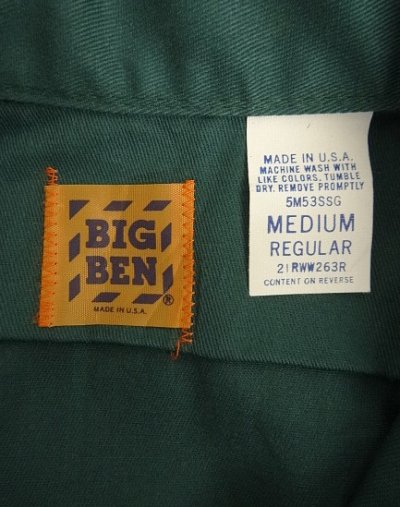 BIG
BEN
®
MADE IN U.S.A.
MADE IN U.S.A.
MACHINE WASH WITH
LIKE COLORS. TUMBLE
DRY. REMOVE PROMPTLY
5M53SSG
MEDIUM
REGULAR
21RWW263R
CONTENT ON REVERSE